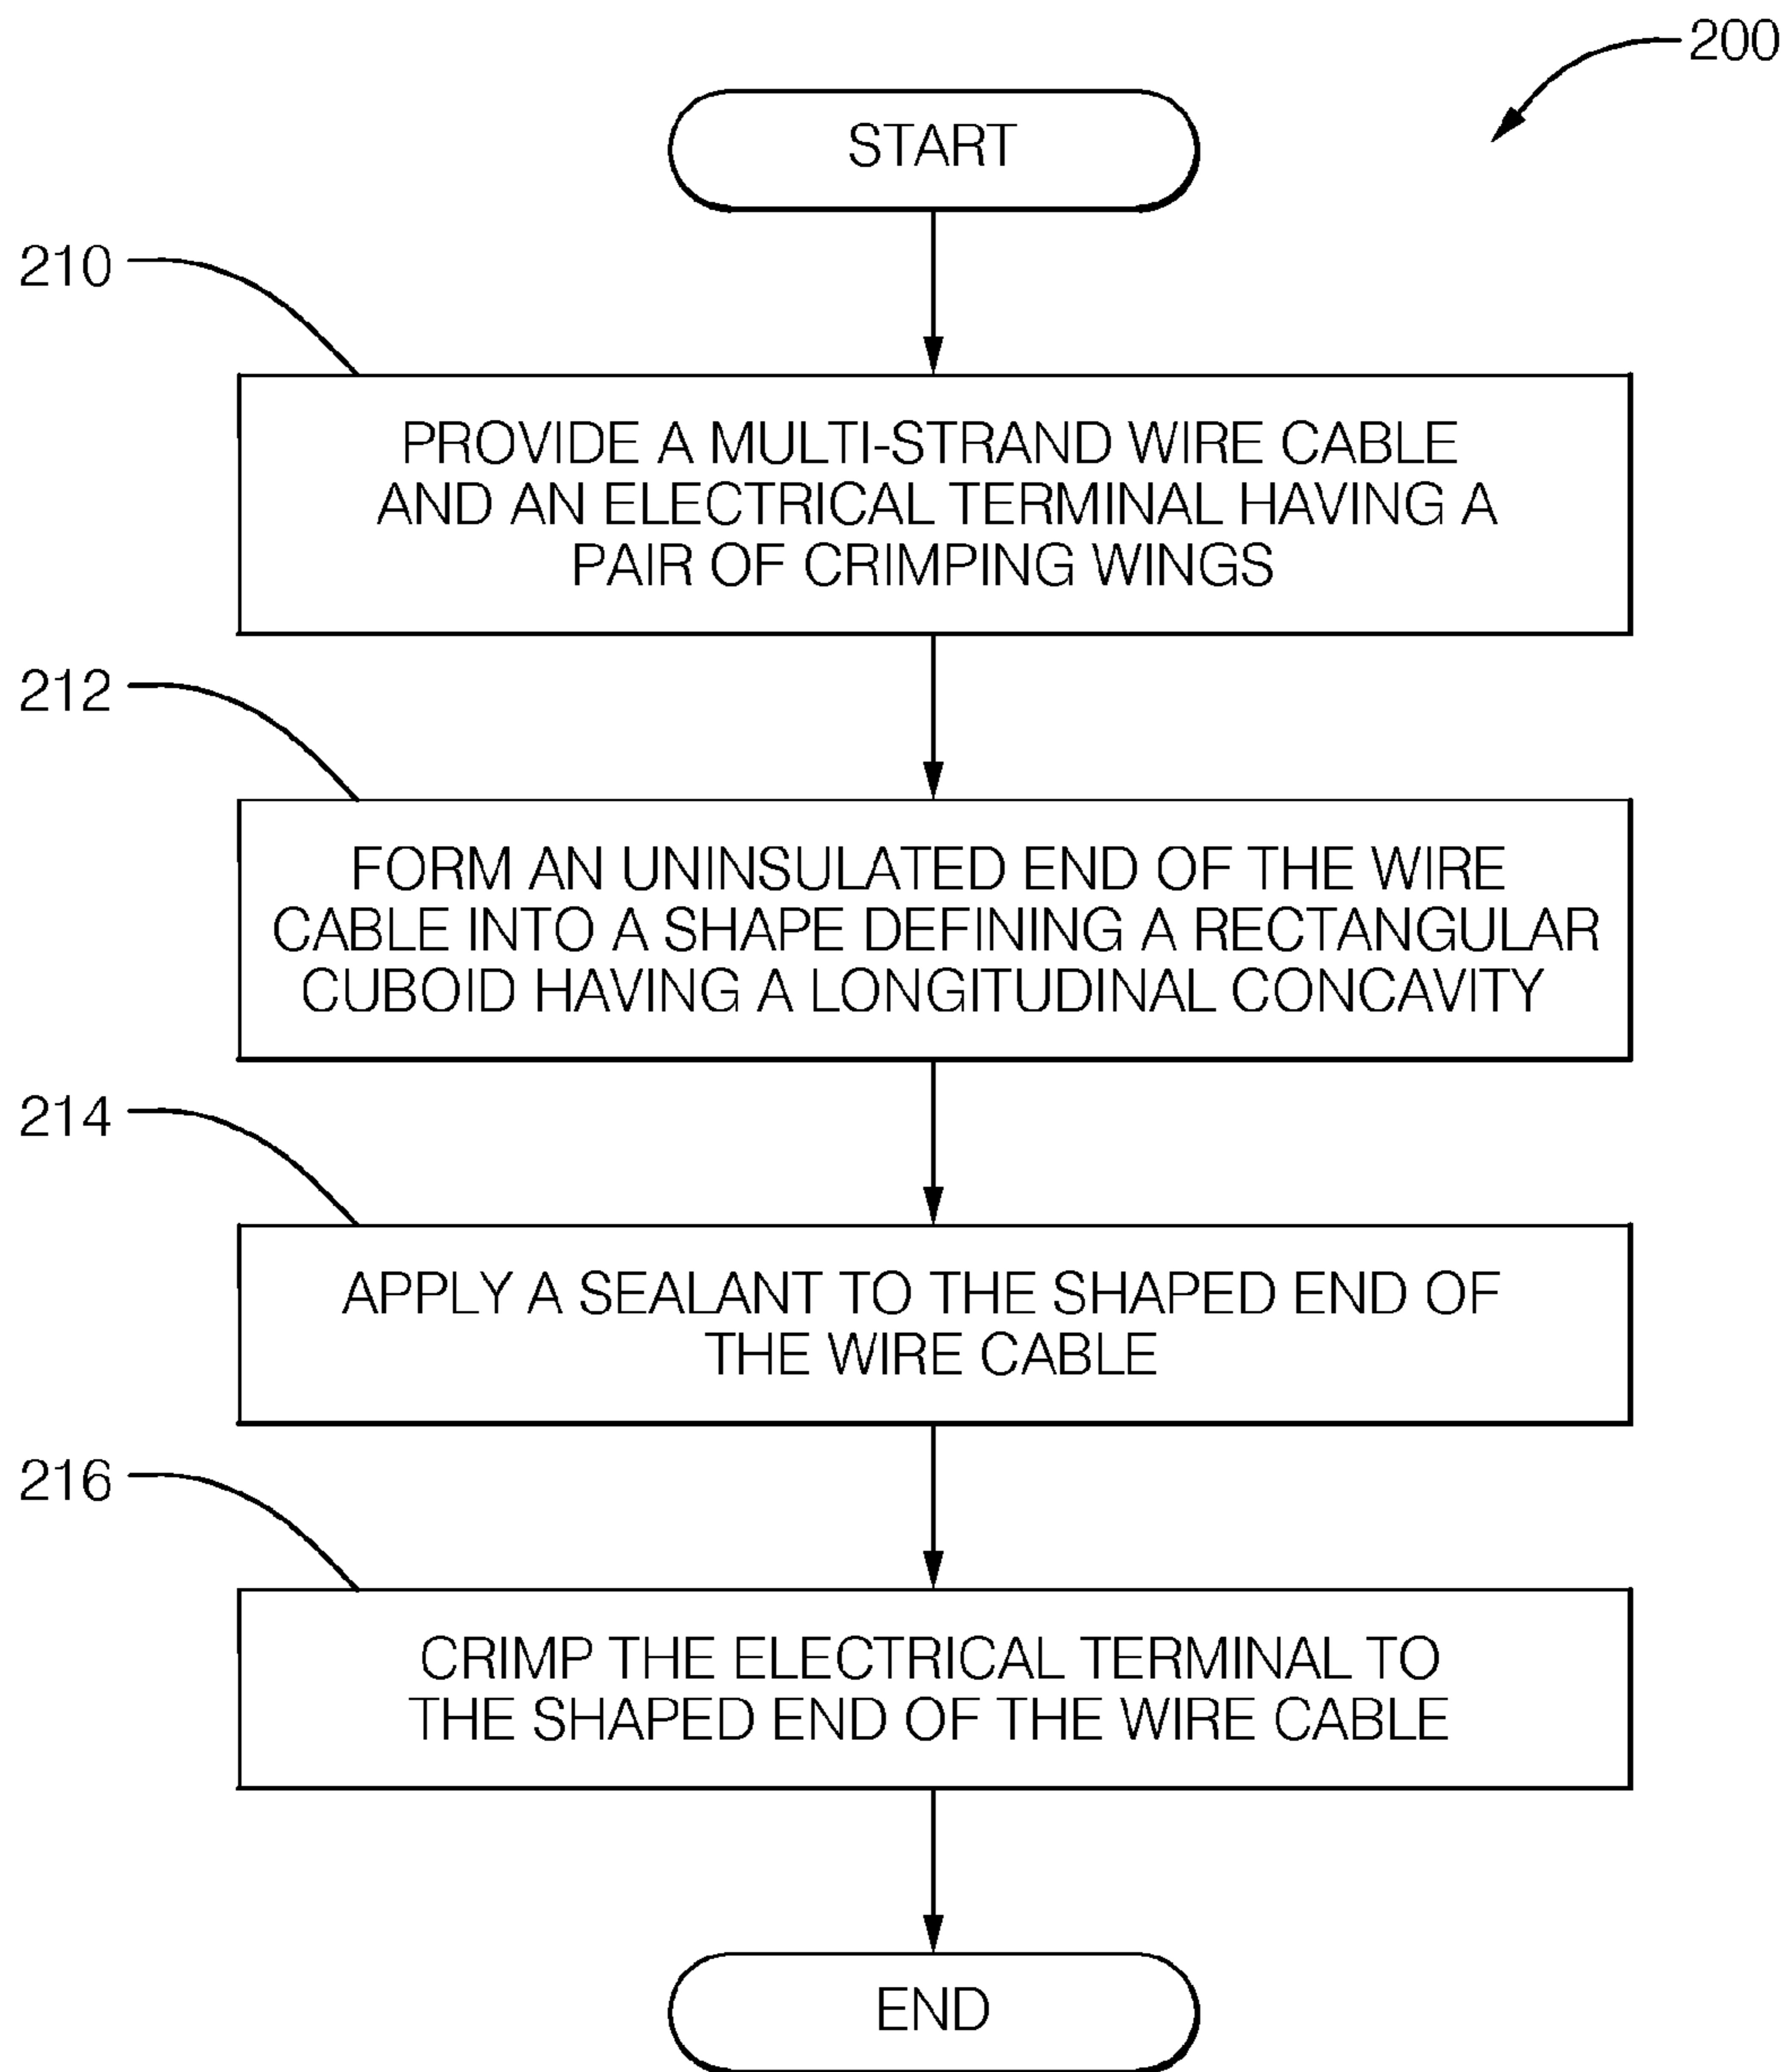 200
START
210
PROVIDE A MULTI-STRAND WIRE CABLE
AND AN ELECTRICAL TERMINAL HAVING A
PAIR OF CRIMPING WINGS
212
FORM AN UNINSULATED END OF THE WIRE
CABLE INTO A SHAPE DEFINING A RECTANGULAR
CUBOID HAVING A LONGITUDINAL CONCAVITY
214
APPLY A SEALANT TO THE SHAPED END OF
THE WIRE CABLE
216
CRIMP THE ELECTRICAL TERMINAL TO
THE SHAPED END OF THE WIRE CABLE
END